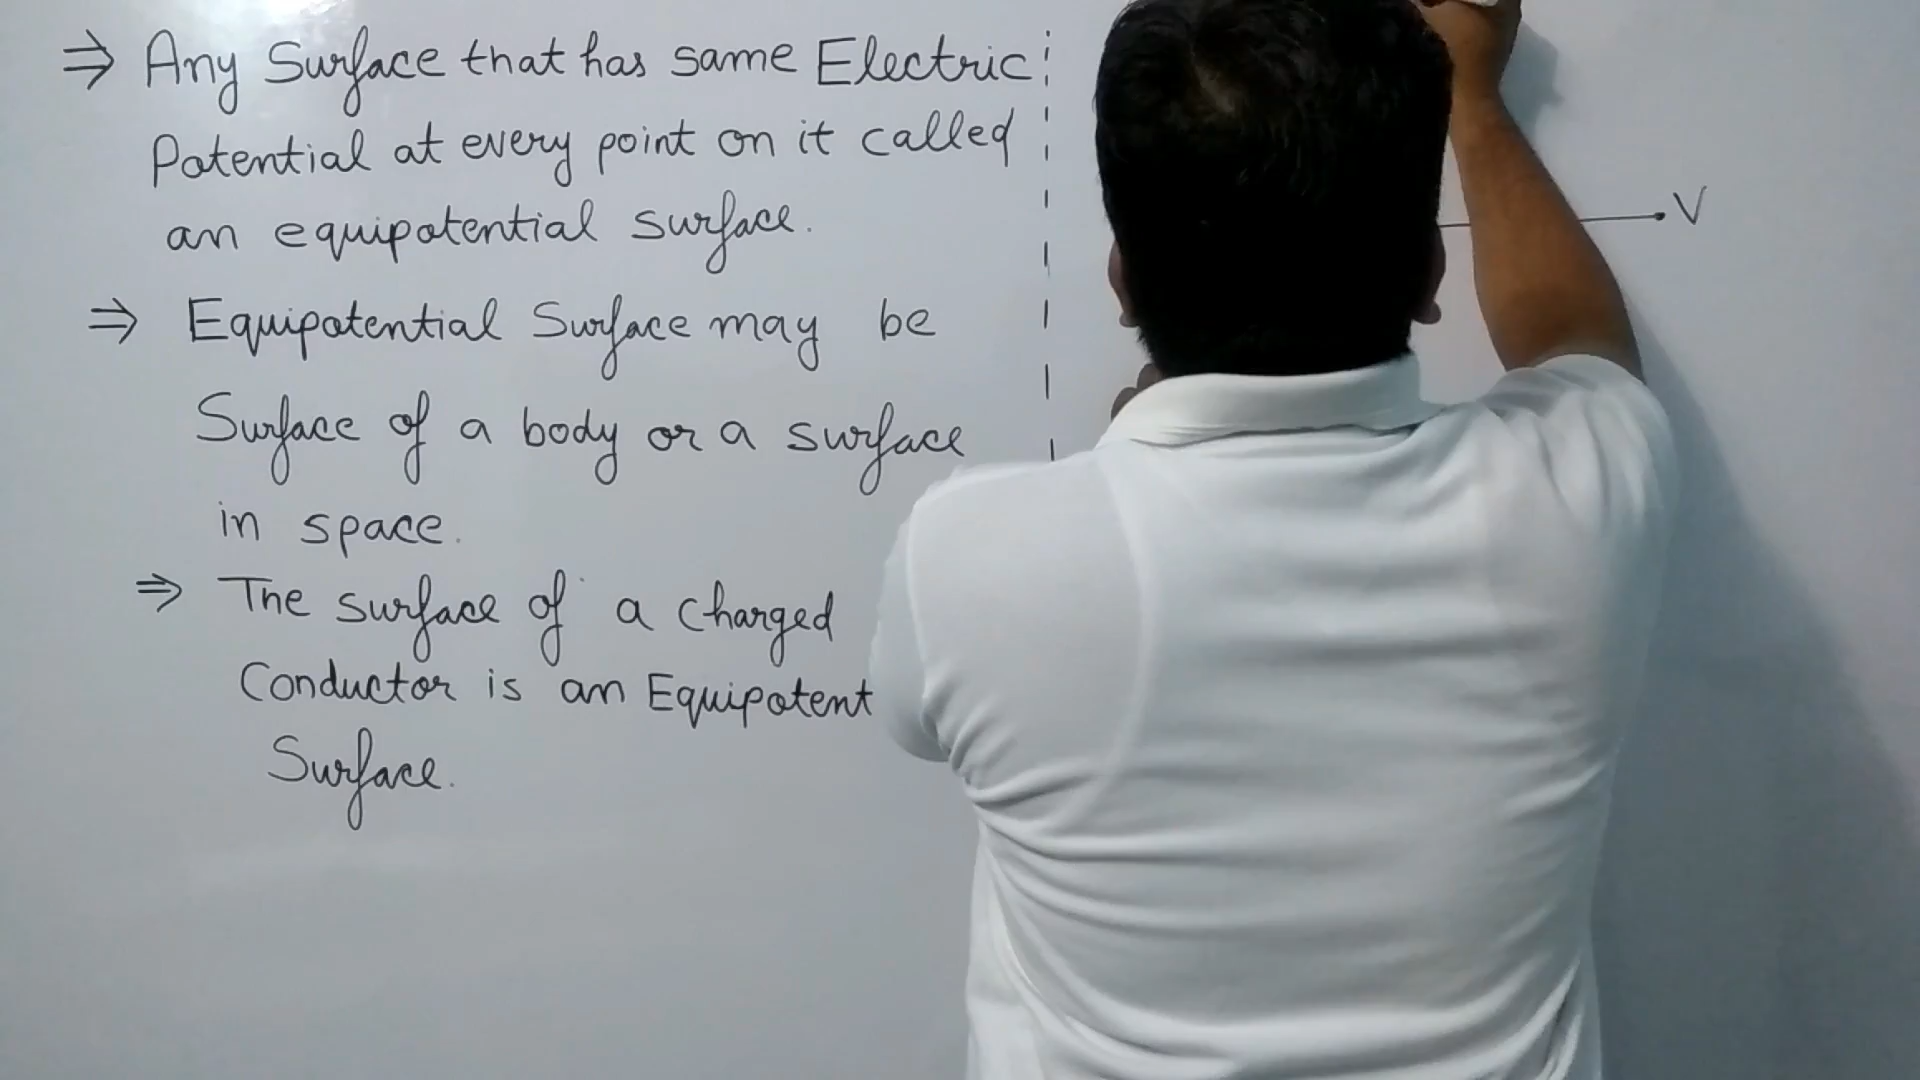 ⇒ Any Surface that has same Electric
Potential at every point on it called
an equipotential surface.
⇒ Equipotential Surface may be
Surface of a body or a surface
in space.
⇒ The surface of a charged
Conductor is an Equipotent
Surface.
V